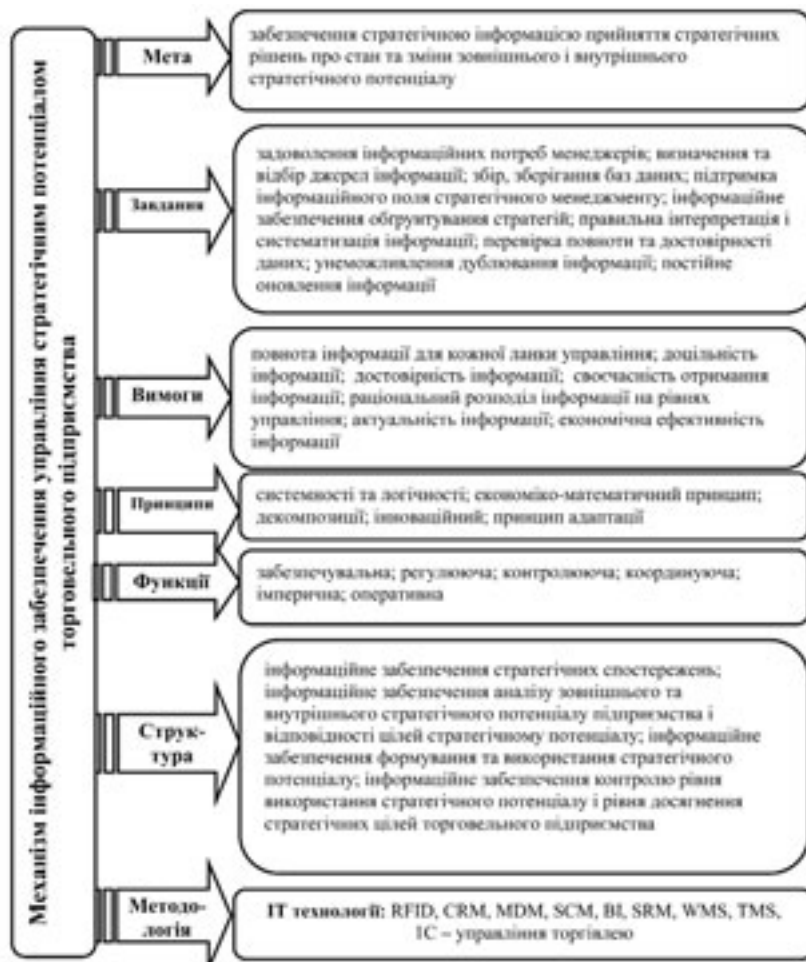 Механізм інформаційного забезпечення управління стратегічним потенціалом
торговельного підприємства
Мета
забезпечення стратегічною інформацією прийняття стратегічних
рішень про стан та зміни зовнішнього і внутрішнього
стратегічного потенціалу
Завдання
задоволення інформаційних потреб менеджерів; визначення та
відбір джерел інформації; збір, зберігання баз даних; підтримка
інформаційного поля стратегічного менеджменту; інформаційне
забезпечення обґрунтування стратегій; правильна інтерпретація і
систематизація інформації; перевірка повноти та достовірності
даних; унеможливлення дублювання інформації; постійне
оновлення інформації
Вимоги
повнота інформації для кожної ланки управління; доцільність
інформації; достовірність інформації; своєчасність отримання
інформації; раціональний розподіл інформації на рівнях
управління; актуальність інформації; економічна ефективність
інформації
Принципи
системності та логічності; економіко-математичний принцип;
декомпозиції; інноваційний; принцип адаптації
Функції
забезпечувальна; регулююча; контролююча; координуюча;
імперична; оперативна
Струк-
тура
інформаційне забезпечення стратегічних спостережень;
інформаційне забезпечення аналізу зовнішнього та
внутрішнього стратегічного потенціалу підприємства і
відповідності цілей стратегічному потенціалу; інформаційне
забезпечення формування та використання стратегічного
потенціалу; інформаційне забезпечення контролю рівня
використання стратегічного потенціалу і рівня досягнення
стратегічних цілей торговельного підприємства
Методо-
логія
ІТ технології: RFID, CRM, MDM, SCM, BI, SRM, WMS, TMS,
1С – управління торгівлею